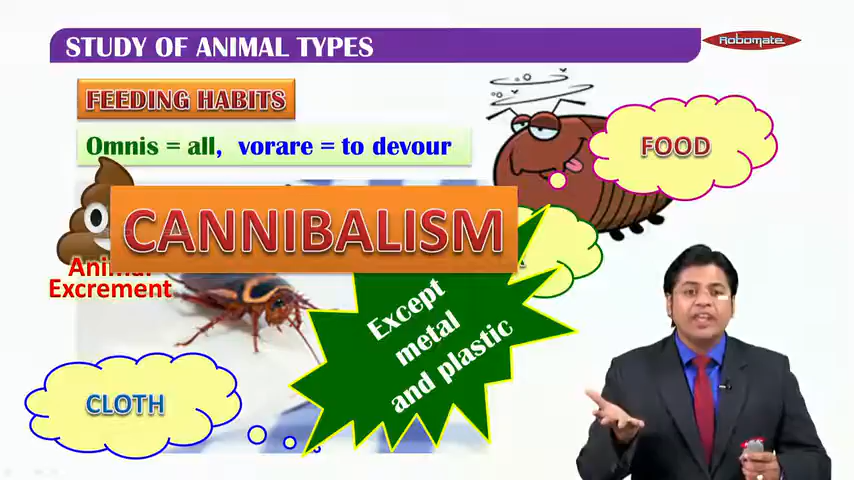 STUDY OF ANIMAL TYPES
Robomate
FEEDING HABITS
Omnis = all, vorare = to devour
FOOD
CANNIBALISM
Animal
Excrement
Except
metal
and plastic
CLOTH